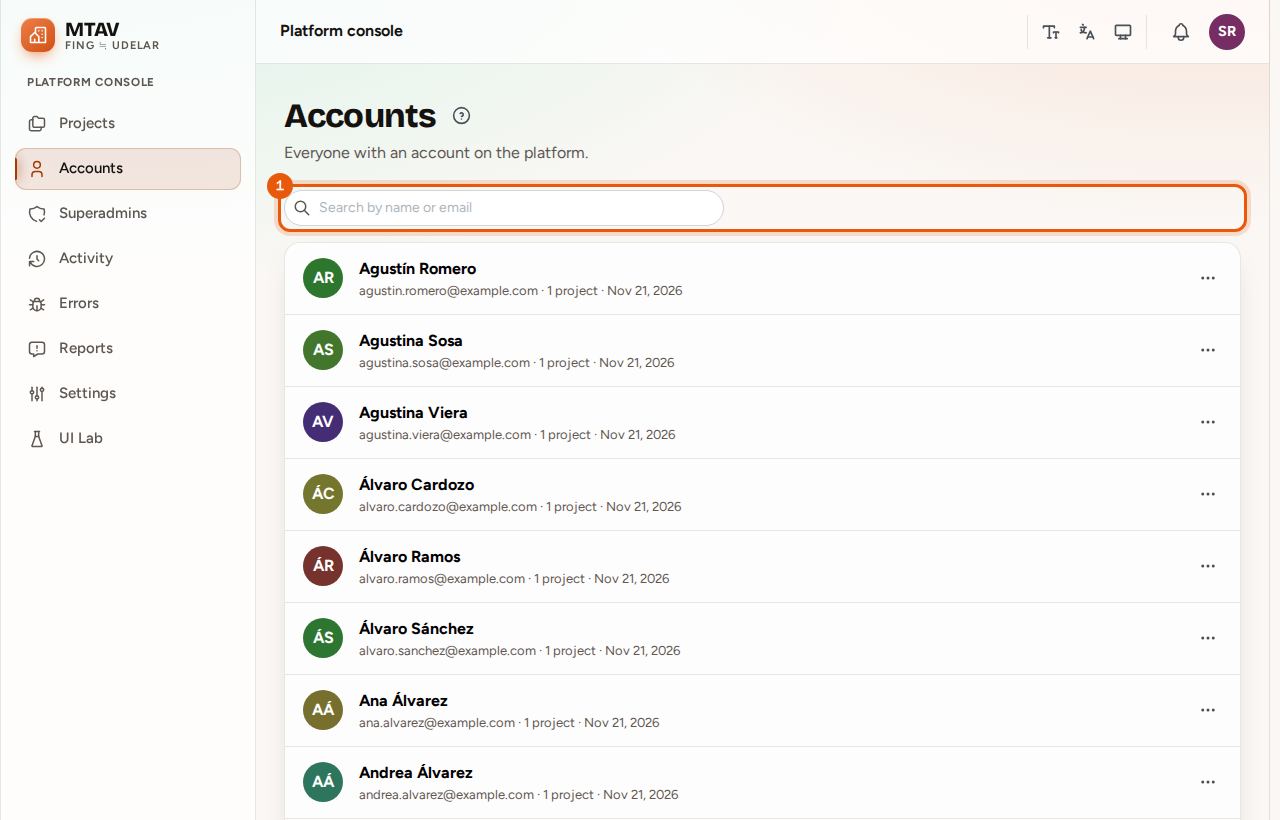 MTAV
FING ≒ UDELAR
PLATFORM CONSOLE
Projects
Accounts
Superadmins
Activity
Errors
Reports
Settings
UI Lab
Platform console
SR
Accounts
Everyone with an account on the platform.
1
Search by name or email
AR
Agustín Romero
agustin.romero@example.com · 1 project · Nov 21, 2026
AS
Agustina Sosa
agustina.sosa@example.com · 1 project · Nov 21, 2026
AV
Agustina Viera
agustina.viera@example.com · 1 project · Nov 21, 2026
ÁC
Álvaro Cardozo
alvaro.cardozo@example.com · 1 project · Nov 21, 2026
ÁR
Álvaro Ramos
alvaro.ramos@example.com · 1 project · Nov 21, 2026
ÁS
Álvaro Sánchez
alvaro.sanchez@example.com · 1 project · Nov 21, 2026
AÁ
Ana Álvarez
ana.alvarez@example.com · 1 project · Nov 21, 2026
AÁ
Andrea Álvarez
andrea.alvarez@example.com · 1 project · Nov 21, 2026